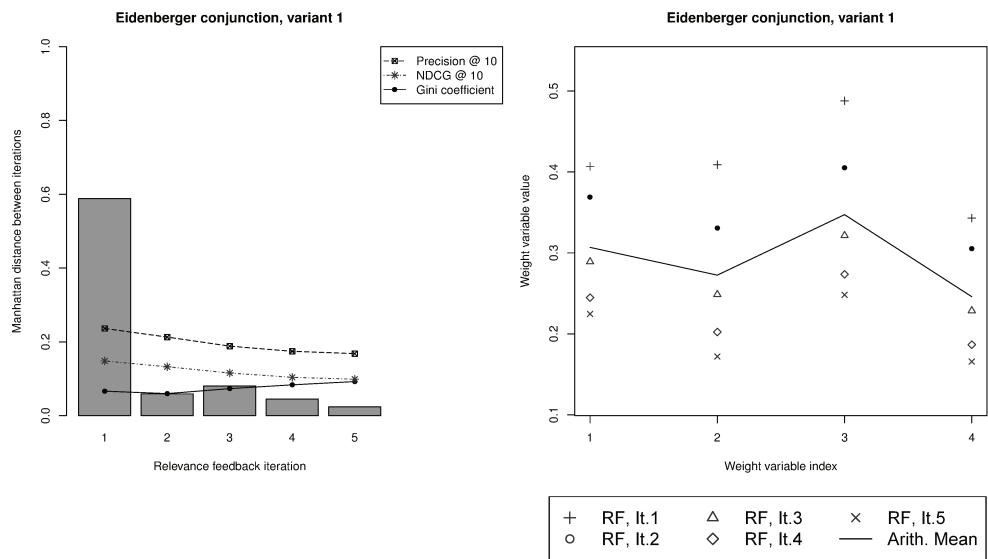 Eidenberger conjunction, variant 1
Precision @ 10
NDCG @ 10
Gini coefficient
Manhattan distance between iterations
1.0
0.8
0.6
0.4
0.2
0.0
1 2 3 4 5
Relevance feedback iteration
Eidenberger conjunction, variant 1
Weight variable value
0.5
0.4
0.3
0.2
0.1
1 2 3 4
Weight variable index
RF, It.1 RF, It.3 RF, It.5
RF, It.2 RF, It.4 Arith. Mean